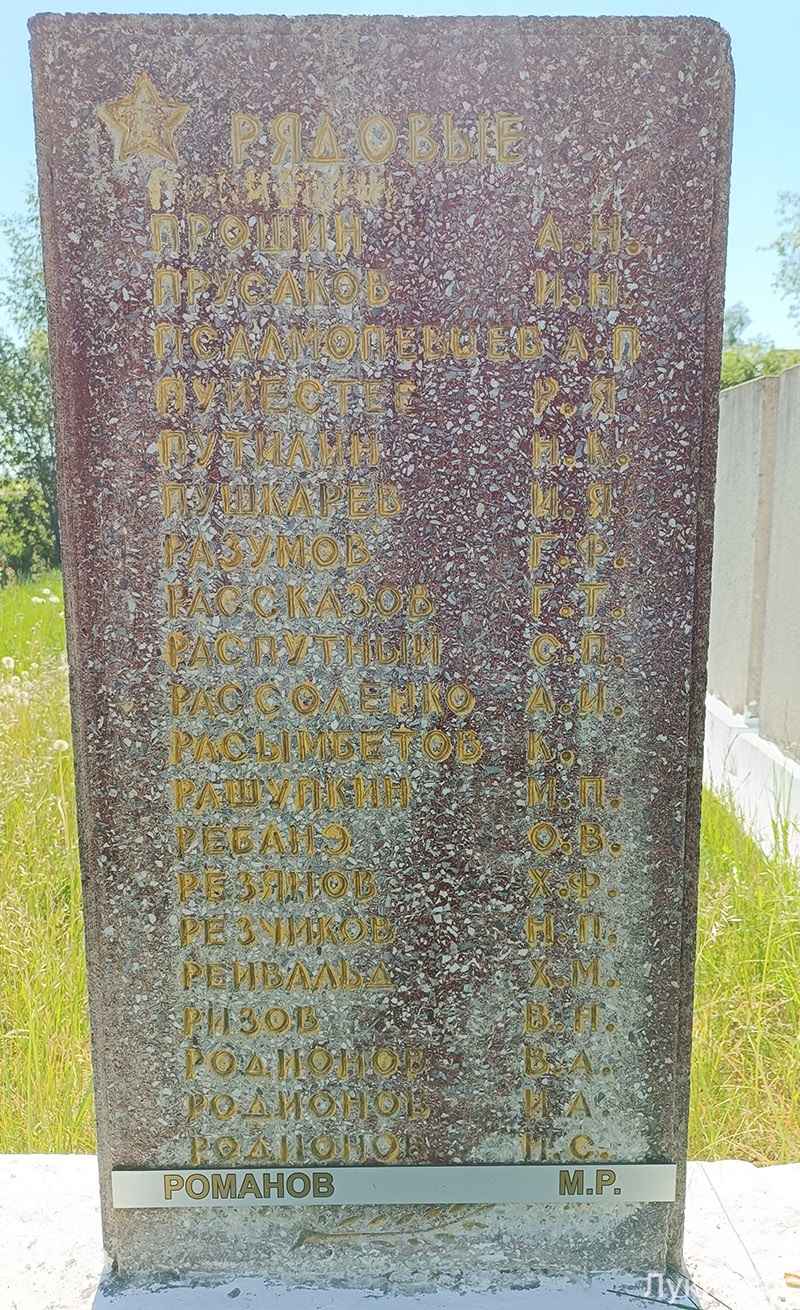 РЯДОВЫЕ
ПРОШИН А.Н.
ПРУСАКОВ И.Н.
ПСАЛМОПЕВЦЕВ А.П
Р.Я.
ПУТИЛИН Н.К.
ПУШКАРЕВ И.Я.
РАЗУМОВ Г.Ф.
РАССКАЗОВ Г.Т.
РАСПУТНЫЙ С.П.
РАССОЛЕНКО А.И.
РАСЫМБЕТОВ К.
РАШУПКИН М.П.
РЕБАНЭ О.В.
РЕЗЯНОВ Х.Ф.
РЕЗЧИКОВ Н.П.
РЕИВАЛЬД Х.М.
РИЗОВ В.Н.
РОДИОНОВ В.А.
РОДИОНОВ И.А.
РОДИОНОВ
РОМАНОВ М.Р.